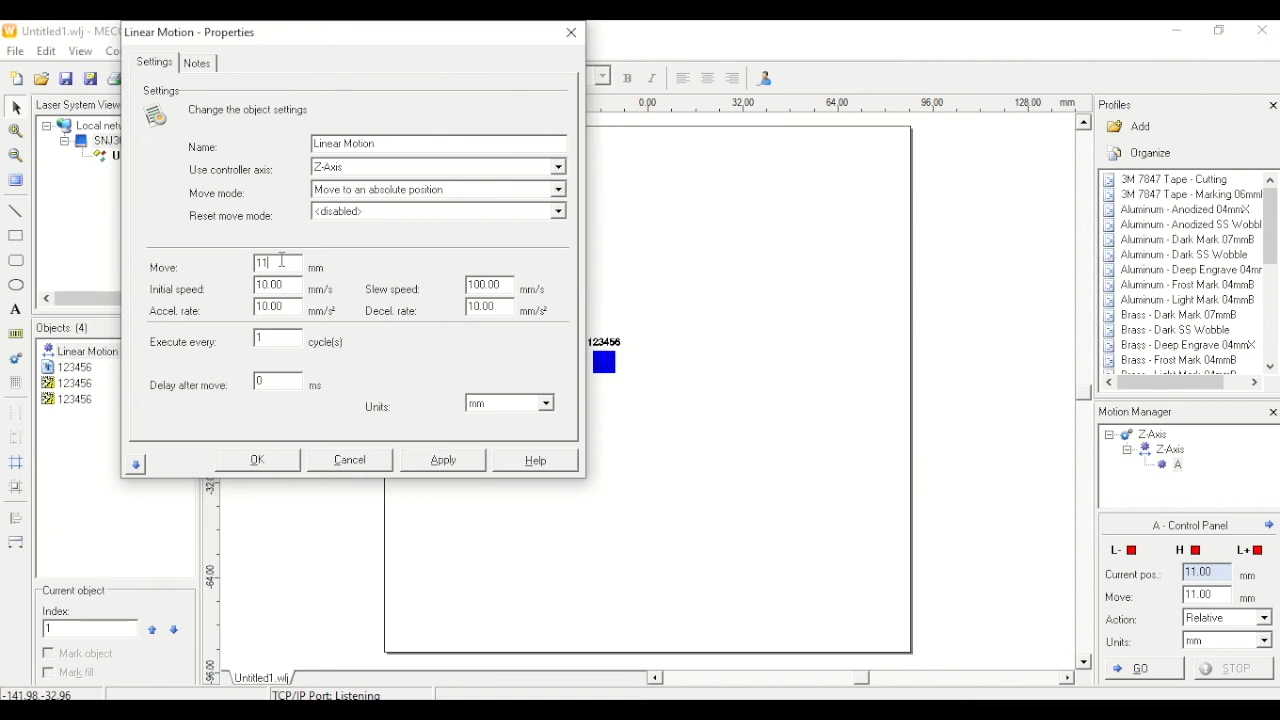 Untitled1.wlj - MECO
Linear Motion - Properties
File Edit View Co
Settings Notes
Settings
Change the object settings
Name: Linear Motion
Use controller axis: Z-Axis
Move mode: Move to an absolute position
Reset move mode: <disabled>
Move: 11 mm
Initial speed: 10.00 mm/s Slew speed: 100.00 mm/s
Accel. rate: 10.00 mm/s² Decel. rate: 10.00 mm/s²
Execute every: 1 cycle(s)
Delay after move: 0 ms
Units: mm
OK Cancel Apply Help
B I
Laser System View
Local netw
SNJ3
U
Objects (4)
Linear Motion
123456
123456
123456
Current object
Index:
1
Mark object
Mark fill
0.00 32.00 64.00 96.00 128.00 mm
123456
-32.0
-64.00
-96.00
Untitled1.wlj
-141.98,-32.96
TCP/IP Port: Listening
Profiles
Add
Organize
3M 7847 Tape - Cutting
3M 7847 Tape - Marking 06mm
Aluminum - Anodized 04mmX
Aluminum - Anodized SS Wobbl
Aluminum - Dark Mark 07mmB
Aluminum - Dark SS Wobble
Aluminum - Deep Engrave 04mr
Aluminum - Frost Mark 04mmB
Aluminum - Light Mark 04mmB
Brass - Dark Mark 07mmB
Brass - Dark SS Wobble
Brass - Deep Engrave 04mmX
Brass - Frost Mark 04mmB
Motion Manager
Z-Axis
Z-Axis
A
A - Control Panel
L- H L+
Current pos.: 11.00 mm
Move: 11.00 mm
Action: Relative
Units: mm
GO STOP